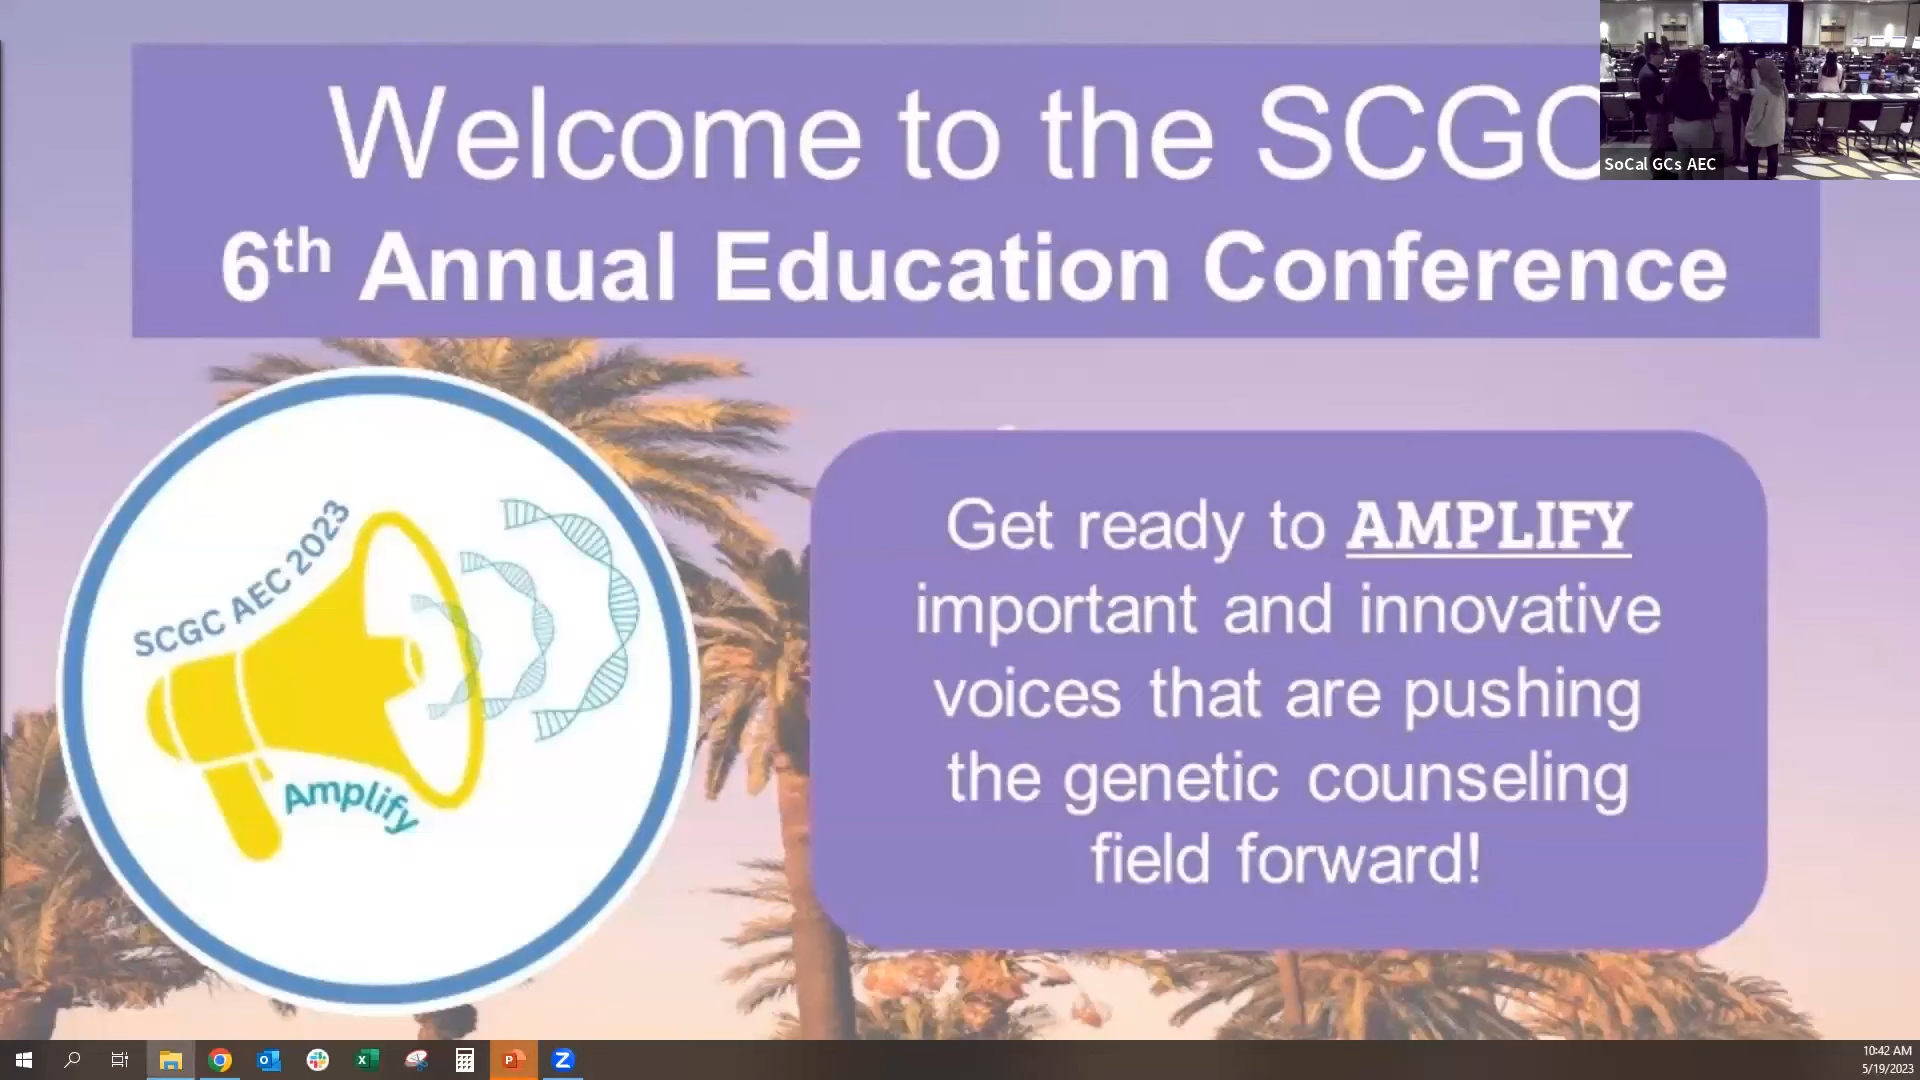 Welcome to the SCGC
6th Annual Education Conference
SoCal GCs AEC
SCGC AEC 2023
Amplify
Get ready to AMPLIFY
important and innovative
voices that are pushing
the genetic counseling
field forward!
10:42 AM
5/19/2023